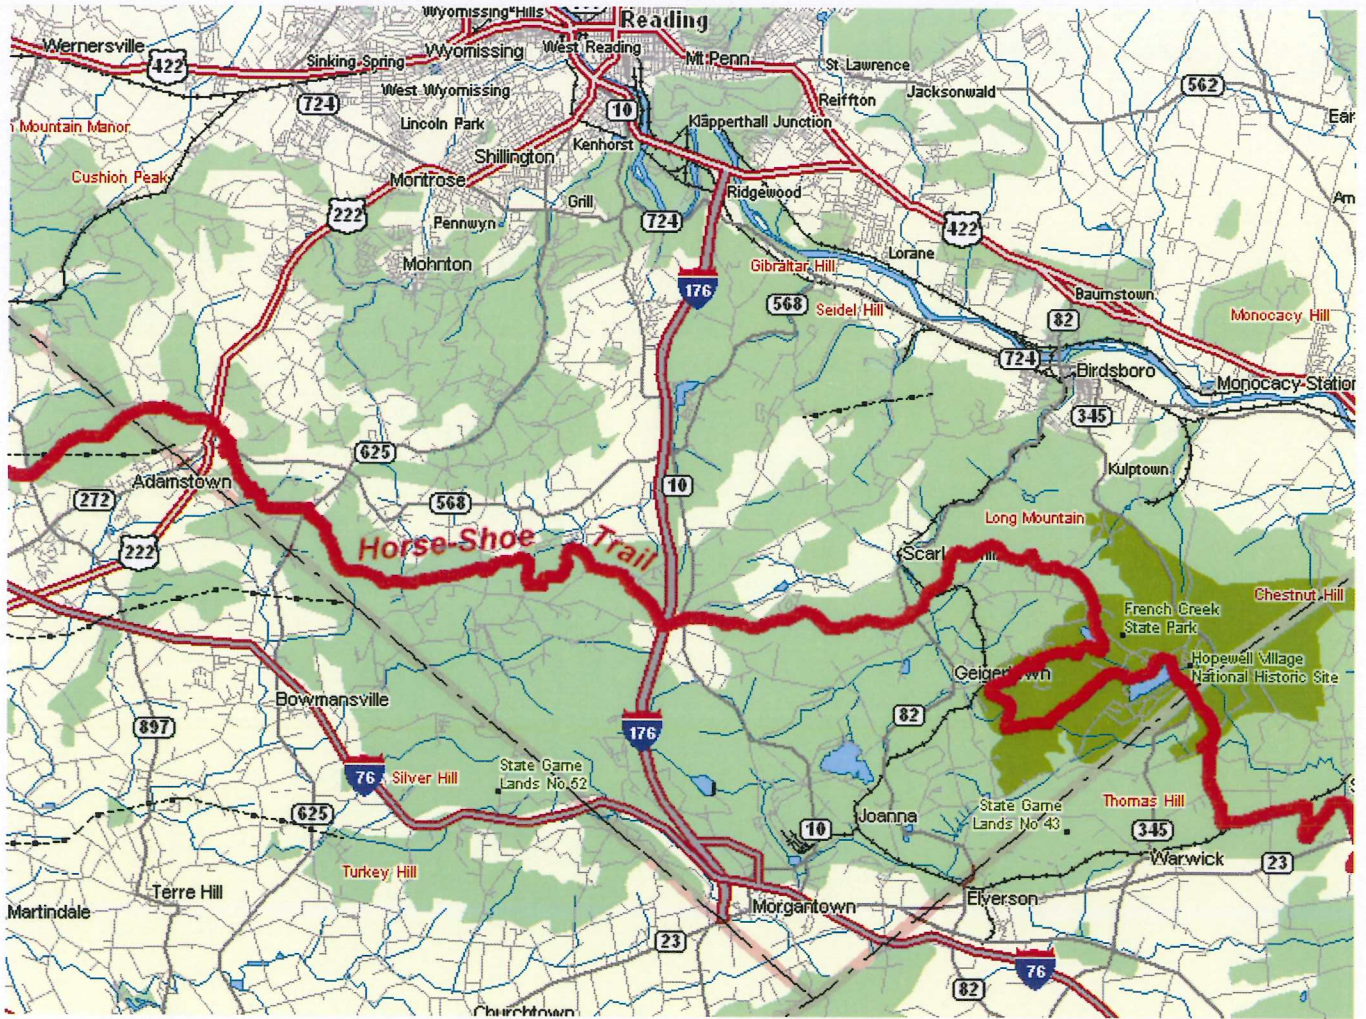 Wyomissing Hills
Reading
Wernersville
422
Sinking Spring
Wyomissing
West Reading
Mt Penn
St Lawrence
724
West Wyomissing
10
Reiffton
Jacksonwald
562
Mountain Manor
Lincoln Park
Klapperthall Junction
Kenhorst
Shillington
Cushion Peak
Montrose
Ridgewood
222
Grill
Pennwyn
724
422
Mohnton
Lorane
Gibraltar Hill
176
568
Seidel Hill
Baumstown
82
Monocacy Hill
724
Birdsboro
Monocacy Station
345
625
Kulptown
Adamstown
272
568
10
Long Mountain
222
Horse-Shoe Trail
Chestnut Hill
French Creek
State Park
Hopewell Village
National Historic Site
Geigertown
Bowmansville
897
82
176
76
Silver Hill
State Game
Lands No 52
625
State Game
Lands No 43
Thomas Hill
Joanna
10
345
Warwick
23
Turkey Hill
Terre Hill
Martindale
Morgantown
Elverson
23
76
82
Churchtown